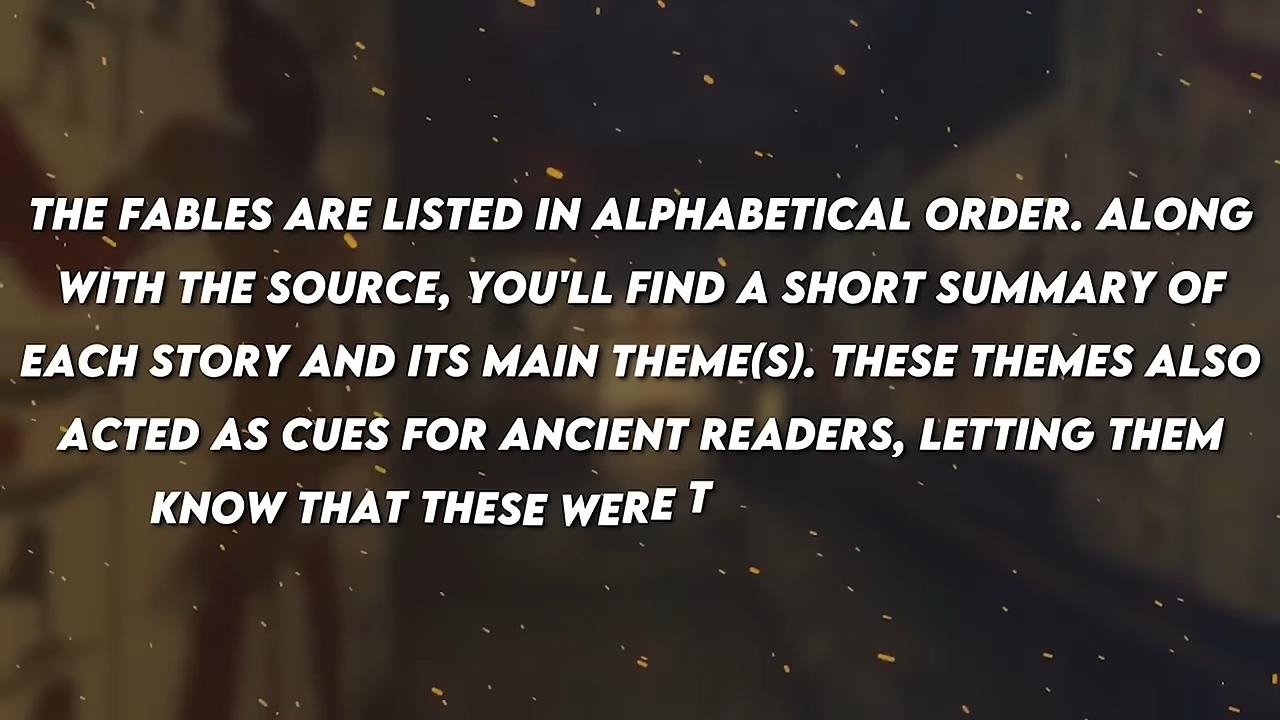 THE FABLES ARE LISTED IN ALPHABETICAL ORDER. ALONG
WITH THE SOURCE, YOU'LL FIND A SHORT SUMMARY OF
EACH STORY AND ITS MAIN THEME(S). THESE THEMES ALSO
ACTED AS CUES FOR ANCIENT READERS, LETTING THEM
KNOW THAT THESE WERE T